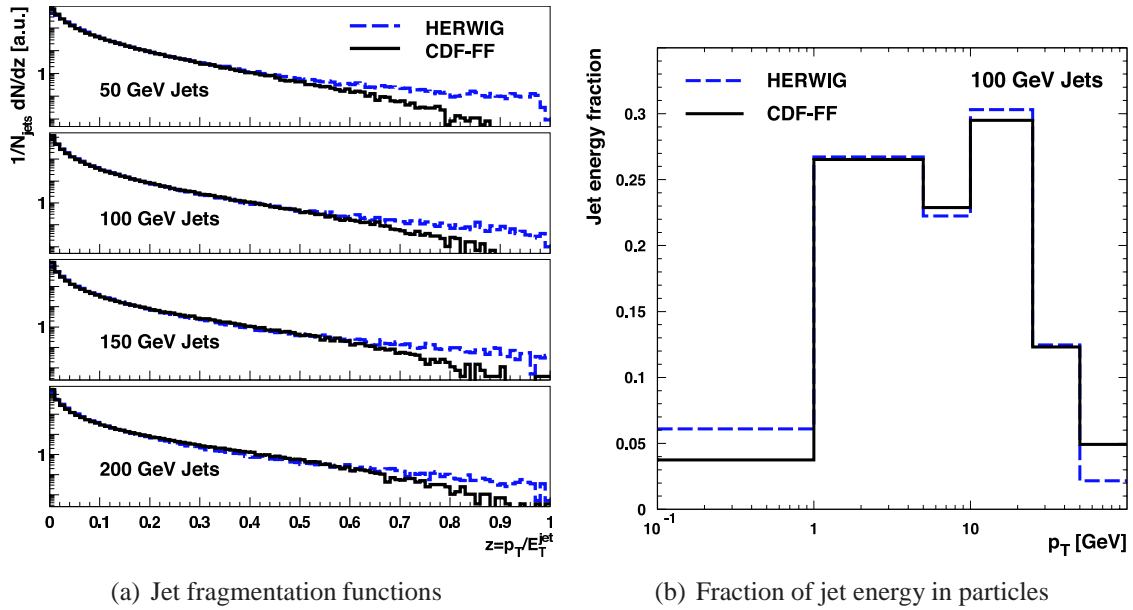 1/N_jets dN/dz [a.u.]
HERWIG
CDF-FF
1
50 GeV Jets
1
100 GeV Jets
1
150 GeV Jets
1
200 GeV Jets
0 0.1 0.2 0.3 0.4 0.5 0.6 0.7 0.8 0.9 1
z=p_T/E_T^jet
(a) Jet fragmentation functions
Jet energy fraction
HERWIG
CDF-FF
100 GeV Jets
0.3
0.25
0.2
0.15
0.1
0.05
0
10^-1 1 10
p_T [GeV]
(b) Fraction of jet energy in particles